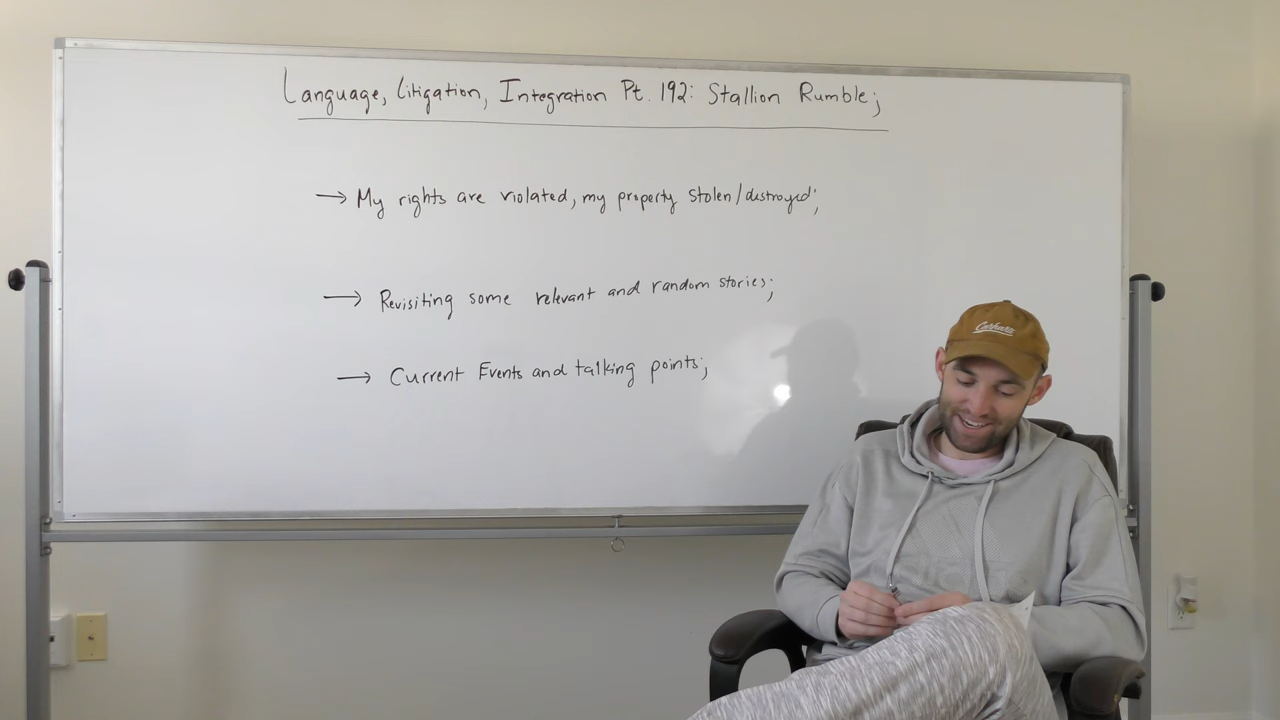 Language, Litigation, Integration Pt. 192: Stallion Rumble;
→ My rights are violated, my property stolen/destroyed;
→ Revisiting some relevant and random stories;
→ Current Events and talking points;
Carhartt